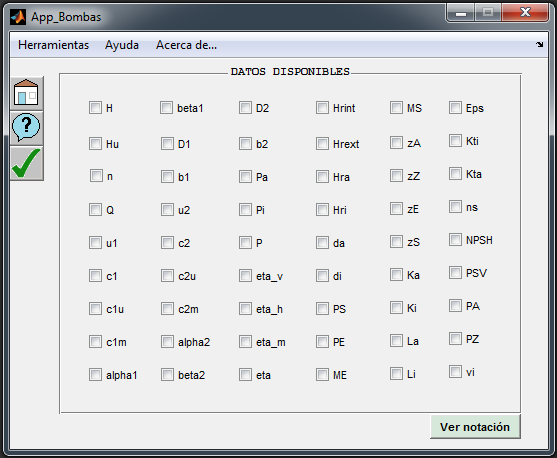 App_Bombas
Herramientas Ayuda Acerca de...
DATOS DISPONIBLES
H beta1 D2 Hrint MS Eps
Hu D1 b2 Hrext zA Kti
n b1 Pa Hra zZ Kta
Q u2 Pi Hri zE ns
u1 c2 P da zS NPSH
c1 c2u eta_v di Ka PSV
c1u c2m eta_h PS Ki PA
c1m alpha2 eta_m PE La PZ
alpha1 beta2 eta ME Li vi
Ver notación